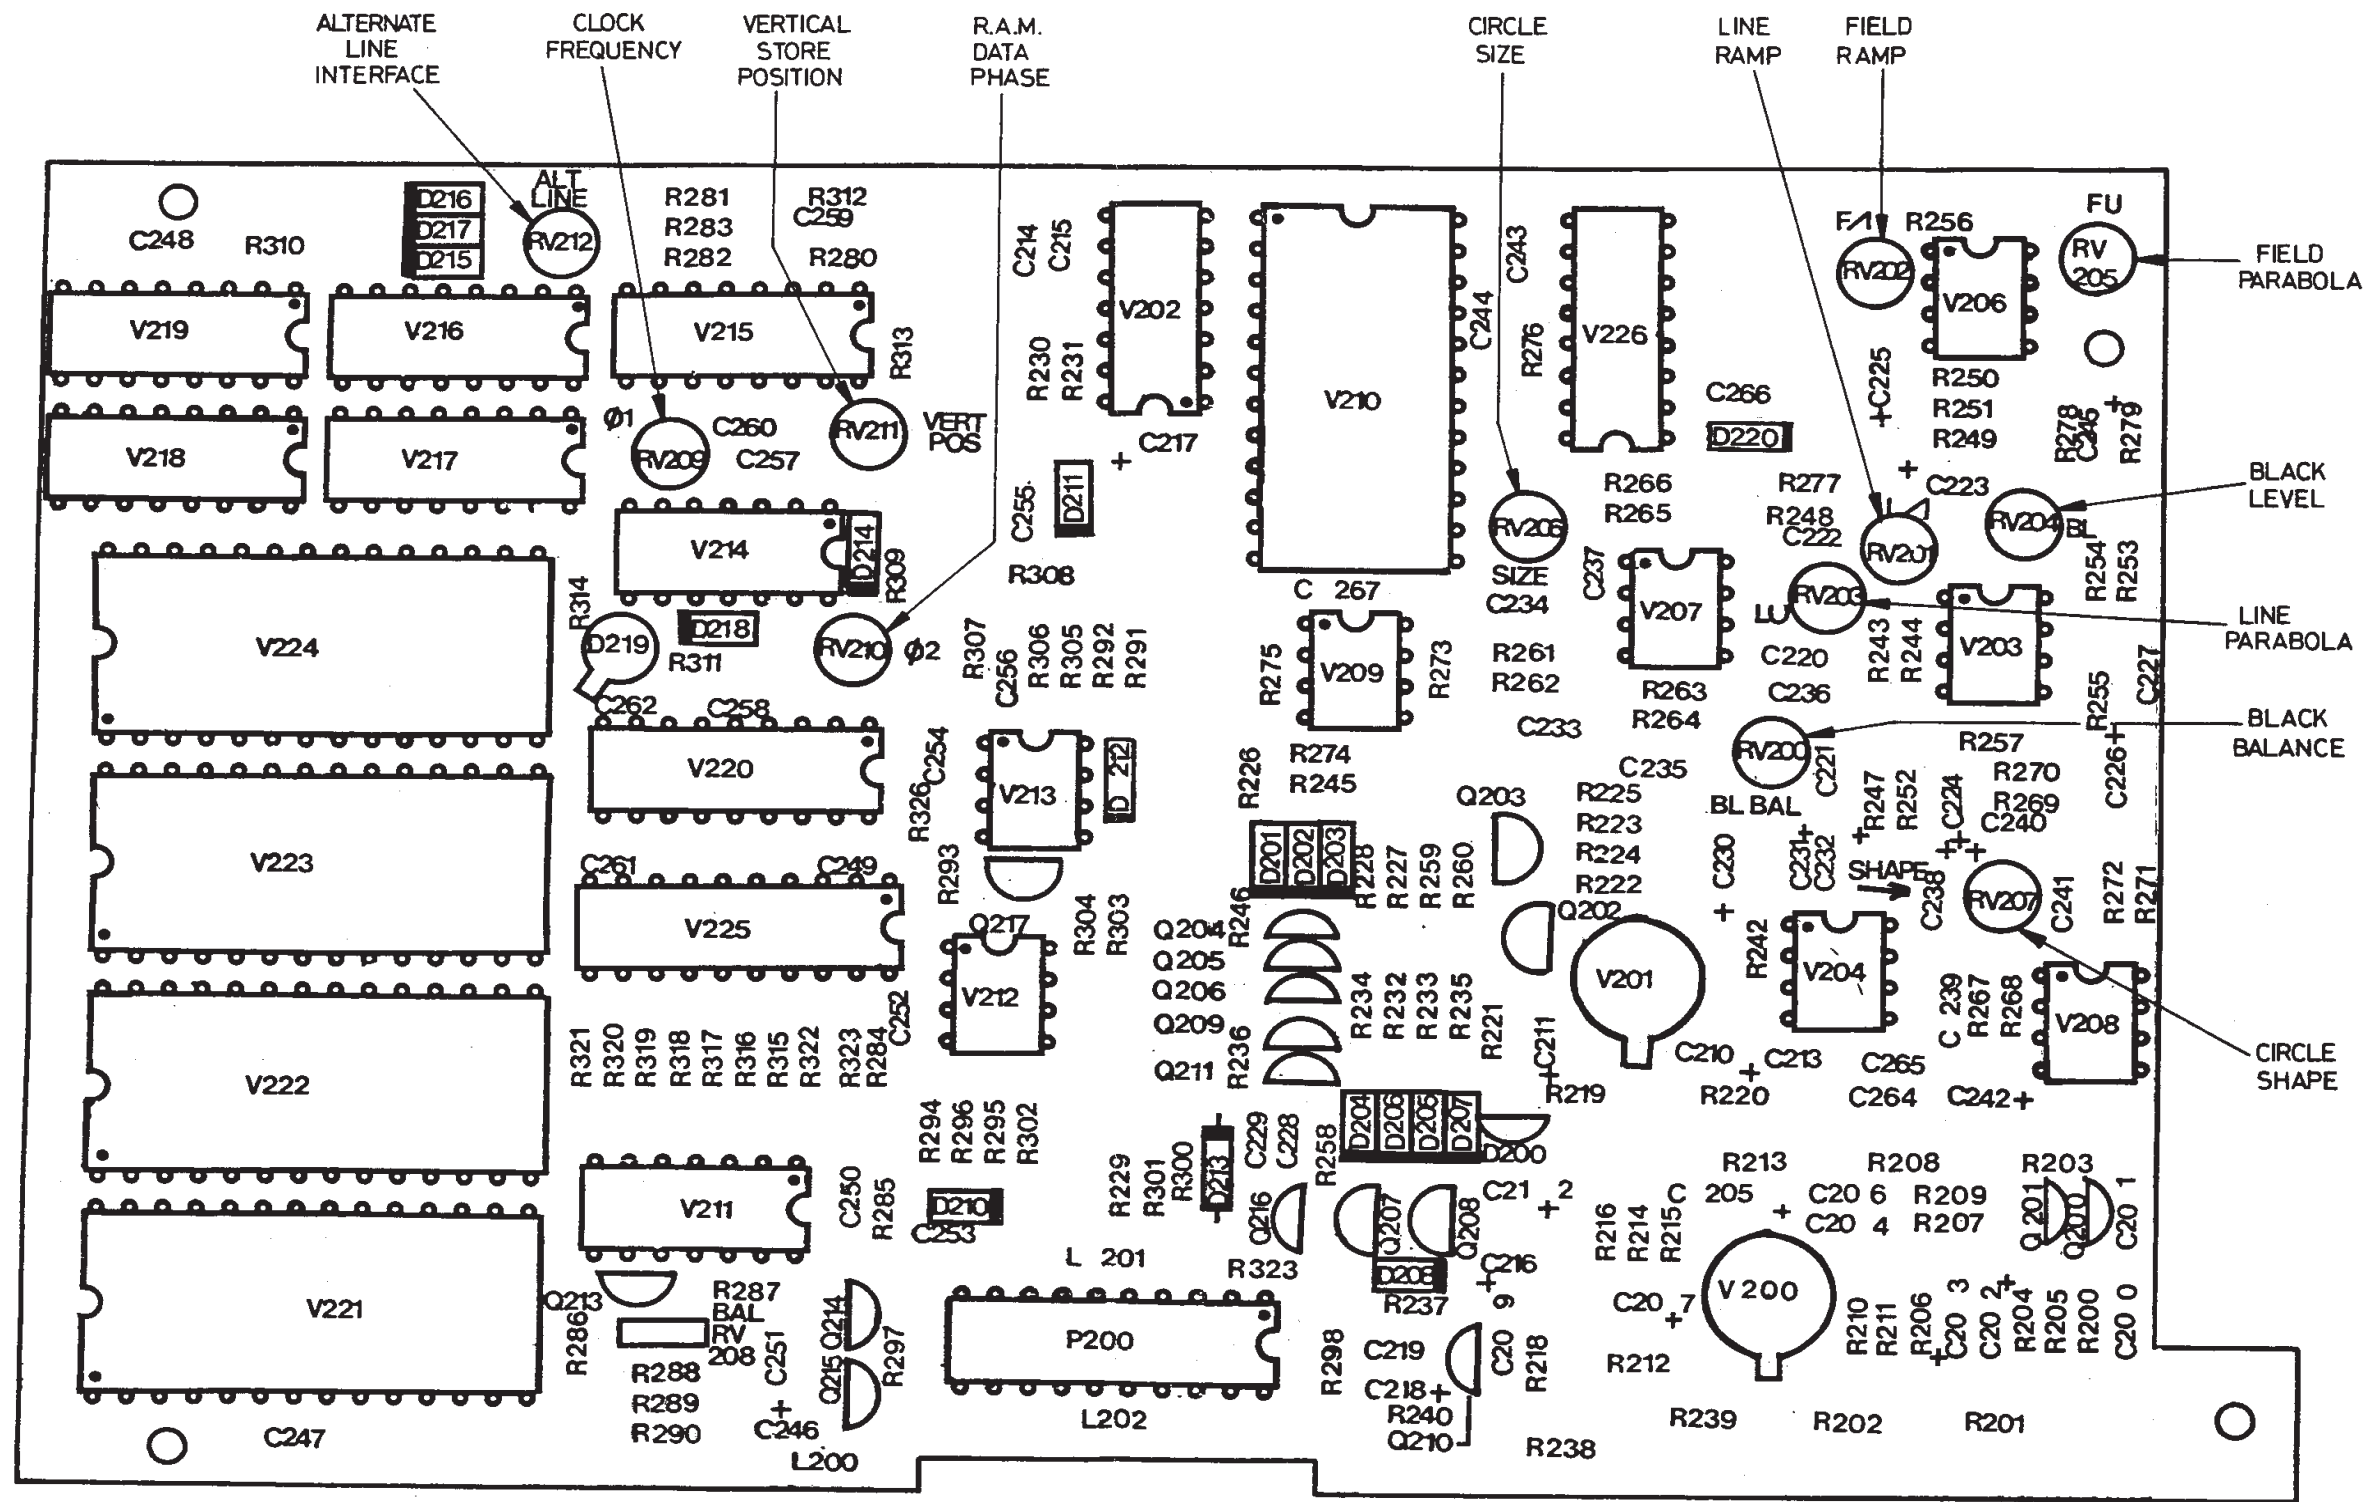 ALTERNATE
LINE
INTERFACE
CLOCK
FREQUENCY
VERTICAL
STORE
POSITION
R.A.M.
DATA
PHASE
CIRCLE
SIZE
LINE
RAMP
FIELD
RAMP
C248
R310
D216
D217
D215
ALT
LINE
RV212
R281
R283
R282
R312
C259
R280
C214
C215
V202
V210
C244
C243
V226
RV202
R256
V206
FU
RV
205
FIELD
PARABOLA
V219
V216
V215
R313
R230
R231
R276
C266
D220
+C225
R250
R251
R249
R278
C245
+
R279
V218
V217
Ø1
RV209
C260
C257
RV211
VERT
POS
+
C217
D211
C255
R308
R266
R265
R277
R248
C222
+
C223
RV201
RV204
BL
BLACK
LEVEL
V214
D214
R309
SIZE
C234
C237
V207
RV203
R254
R253
LINE
PARABOLA
V224
R314
D219
D218
R311
RV210
Ø2
R307
C256
R306
R305
R292
R291
C 267
V209
R275
R273
R261
R262
R263
R264
C233
C220
C236
R243
R244
V203
R255
C227
C262
C258
V220
C254
R326
V213
D 212
R274
R245
R226
C235
RV200
BL BAL
C221
R257
R270
R269
C240
C226+
BLACK
BALANCE
V223
C261
C249
V225
R293
Q217
R304
R303
D201
D202
D203
R228
R227
R259
R260
Q203
R225
R223
R224
R222
Q202
C230
+
C231
+
C232
R247
+
R252
C224
+
+
+
SHAPE
C238
RV207
C241
R272
R271
Q204
Q205
Q206
Q209
Q211
R246
R236
R234
R232
R233
R235
R221
V201
R242
V204
C 239
R267
R268
V208
CIRCLE
SHAPE
V222
R321
R320
R319
R318
R317
R316
R315
R322
R323
R284
C252
V212
C211
+
R219
C210
+
C213
R220
C265
C264
C242+
R294
R296
R295
R302
R229
R301
R300
D213
C229
C228
R258
D204
D206
D205
D207
D200
V221
V211
C250
R285
D210
C253
Q216
Q207
Q208
C21 2
+
R213
R208
R203
R216
R214
R215
C 205
+
C20 6
C20 4
R209
R207
Q201
Q200
C20 1
Q213
R286
R287
BAL
RV
208
R288
R289
R290
C251
+
C246
Q214
Q215
R297
L 201
P200
L202
L200
R323
D208
R237
C216
+
C20 9
R298
C219
C218+
R240
Q210
R218
C20 7
+
V200
R212
R210
R211
R206
+
C20 3
C20 2
+
R204
R205
R200
C20 0
C247
R238
R239
R202
R201